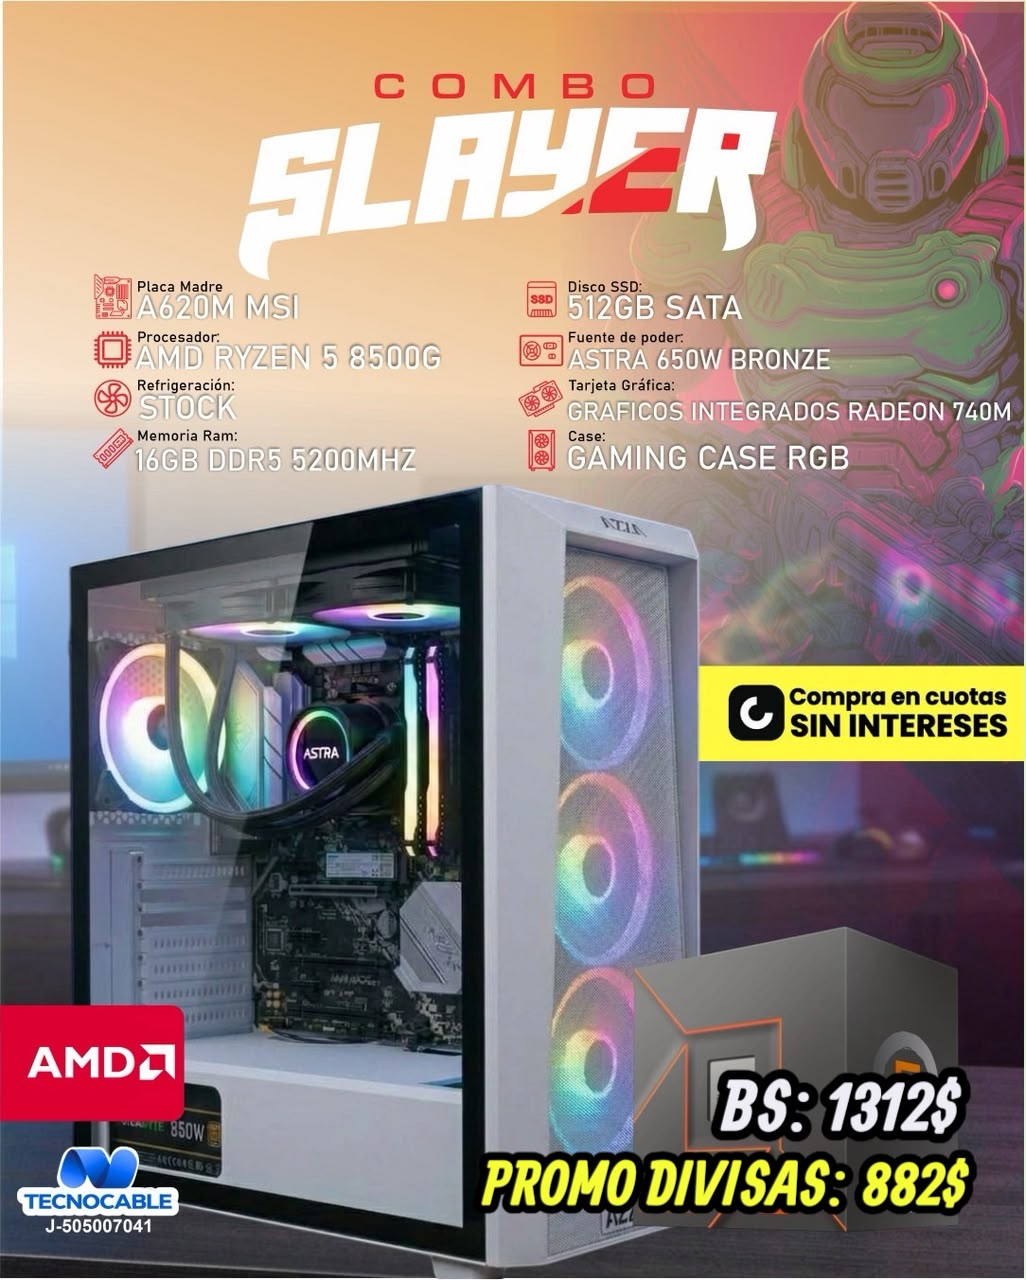 COMBO
SLAYER
Placa Madre
A620M MSI
Procesador:
AMD RYZEN 5 8500G
Refrigeración:
STOCK
Memoria Ram:
16GB DDR5 5200MHZ
Disco SSD:
512GB SATA
Fuente de poder:
ASTRA 650W BRONZE
Tarjeta Gráfica:
GRAFICOS INTEGRADOS RADEON 740M
Case:
GAMING CASE RGB
SSD
AZZA
ASTRA
Compra en cuotas
SIN INTERESES
AMD
850W
BS: 1312$
PROMO DIVISAS: 882$
TECNOCABLE
J-505007041